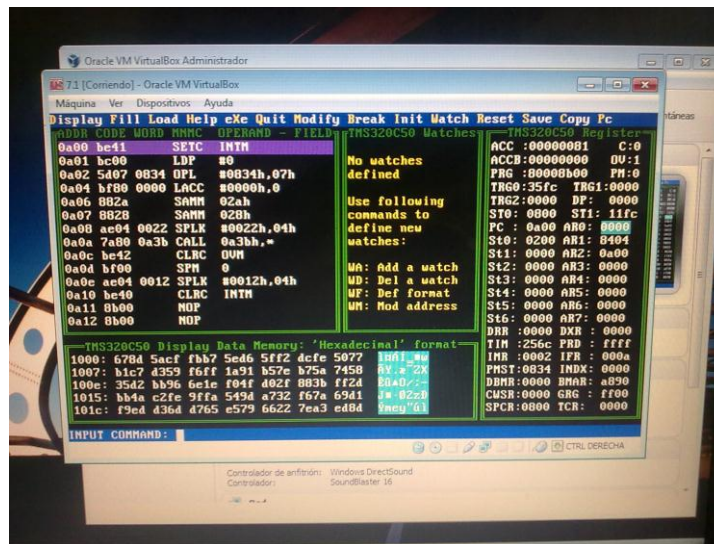 Oracle VM VirtualBox Administrador
7.1 [Corriendo] - Oracle VM VirtualBox
Máquina Ver Dispositivos Ayuda
Display Fill Load Help eXe Quit Modify Break Init Watch Reset Save Copy Pc
ADDR CODE WORD MNMC OPERAND - FIELD
0a00 be41 SETC INTM
0a01 bc00 LDP #0
0a02 5d07 0834 OPL #0834h,07h
0a04 bf80 0000 LACC #0000h,0
0a06 882a SAMM 02ah
0a07 8828 SAMM 028h
0a08 ae04 0022 SPLK #0022h,04h
0a0a 7a80 0a3b CALL 0a3bh,*
0a0c be42 CLRC OVM
0a0d bf00 SPM 0
0a0e ae04 0012 SPLK #0012h,04h
0a10 be40 CLRC INTM
0a11 8b00 NOP
0a12 8b00 NOP
TMS320C50 Watches
No watches
defined
Use following
commands to
define new
watches:
WA: Add a watch
WD: Del a watch
WF: Def format
WM: Mod address
TMS320C50 Register
ACC :00000081 C:0
ACCB:00000000 OV:1
PRG :80008b00 PM:0
TRG0:35fc TRG1:0000
TRG2:0000 DP: 0000
ST0: 0800 ST1: 11fc
PC : 0a00 AR0: 0000
St0: 0200 AR1: 8404
St1: 0000 AR2: 0a00
St2: 0000 AR3: 0000
St3: 0000 AR4: 0000
St4: 0000 AR5: 0000
St5: 0000 AR6: 0000
St6: 0000 AR7: 0000
DRR :0000 DXR : 0000
TIM :256c PRD : ffff
IMR :0002 IFR : 000a
PMST:0834 INDX: 0000
DBMR:0000 BMAR: a890
CWSR:0000 GRG : ff00
SPCR:0800 TCR: 0000
TMS320C50 Display Data Memory: 'Hexadecimal' format
1000: 678d 5acf fbb7 5ed6 5ff2 dcfe 5077
1007: b1c7 d359 f6ff 1a91 b57e b75a 7458
100e: 35d2 bb96 6e1e f04f d02f 883b ff2d
1015: bb4a c2fe 9ffa 549d a732 f67a 69d1
101c: f9ed d36d d765 e579 6622 7ea3 ed8d
INPUT COMMAND:
CTRL DERECHA
Controlador de anfitrión: Windows DirectSound
Controlador: SoundBlaster 16